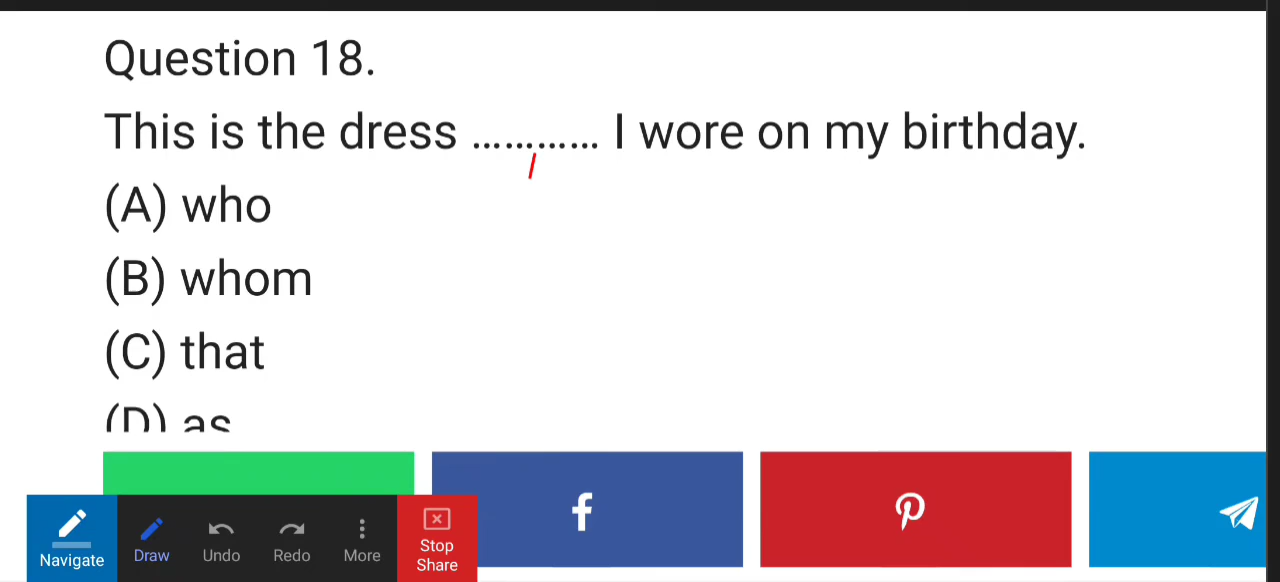 Question 18.
This is the dress ............ I wore on my birthday.
(A) who
(B) whom
(C) that
(D) as
f
Navigate
Draw
Undo
Redo
More
Stop
Share